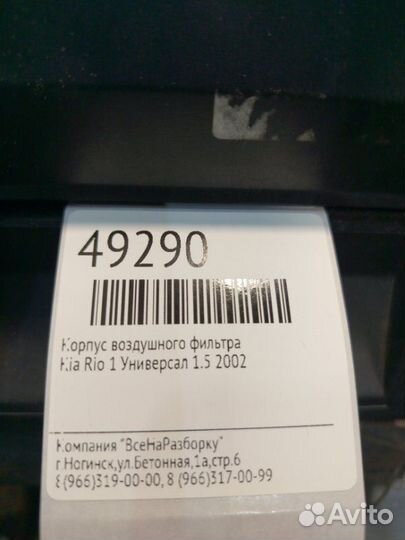 49290
Корпус воздушного фильтра
Kia Rio 1 Универсал 1.5 2002
Компания "ВсеНаРазборку"
г.Ногинск,ул.Бетонная,1а,стр.6
8(966)319-00-00, 8 (966)317-00-99
Avito